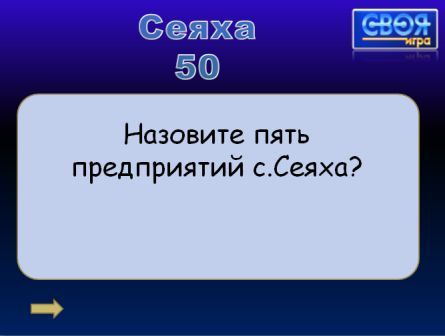 Сеяха
50
СВОЯ
игра
Назовите пять
предприятий с.Сеяха?